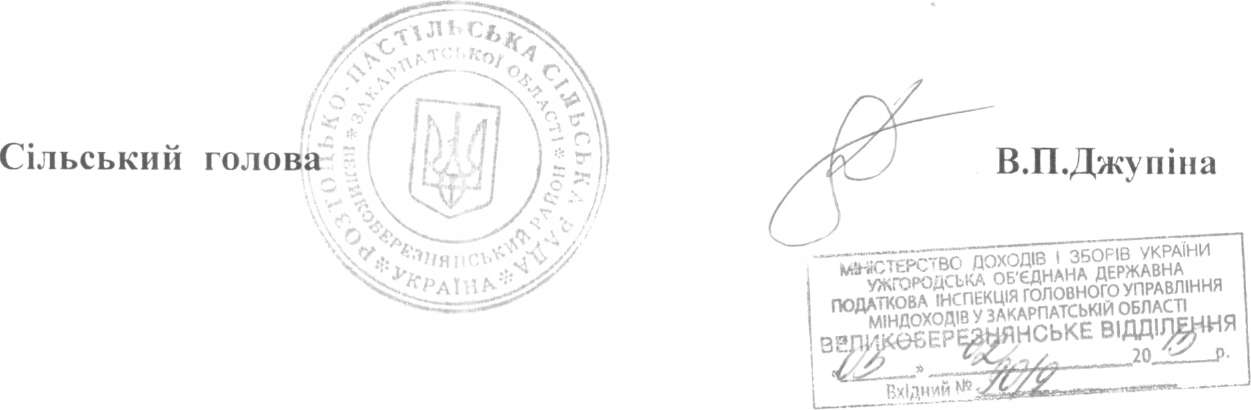 Сільський голова
РОЗТОЦЬКО-ПАСТІЛЬСЬКА СІЛЬСЬКА РАДА * УКРАЇНА *
ВЕЛИКОБЕРЕЗНЯНСЬКИЙ РАЙОН * ЗАКАРПАТСЬКОЇ ОБЛАСТІ *
В.П.Джупіна
МІНІСТЕРСТВО ДОХОДІВ І ЗБОРІВ УКРАЇНИ
УЖГОРОДСЬКА ОБ'ЄДНАНА ДЕРЖАВНА
ПОДАТКОВА ІНСПЕКЦІЯ ГОЛОВНОГО УПРАВЛІННЯ
МІНДОХОДІВ У ЗАКАРПАТСЬКІЙ ОБЛАСТІ
ВЕЛИКОБЕРЕЗНЯНСЬКЕ ВІДДІЛЕННЯ
« » 02 20 р.
Вхідний №